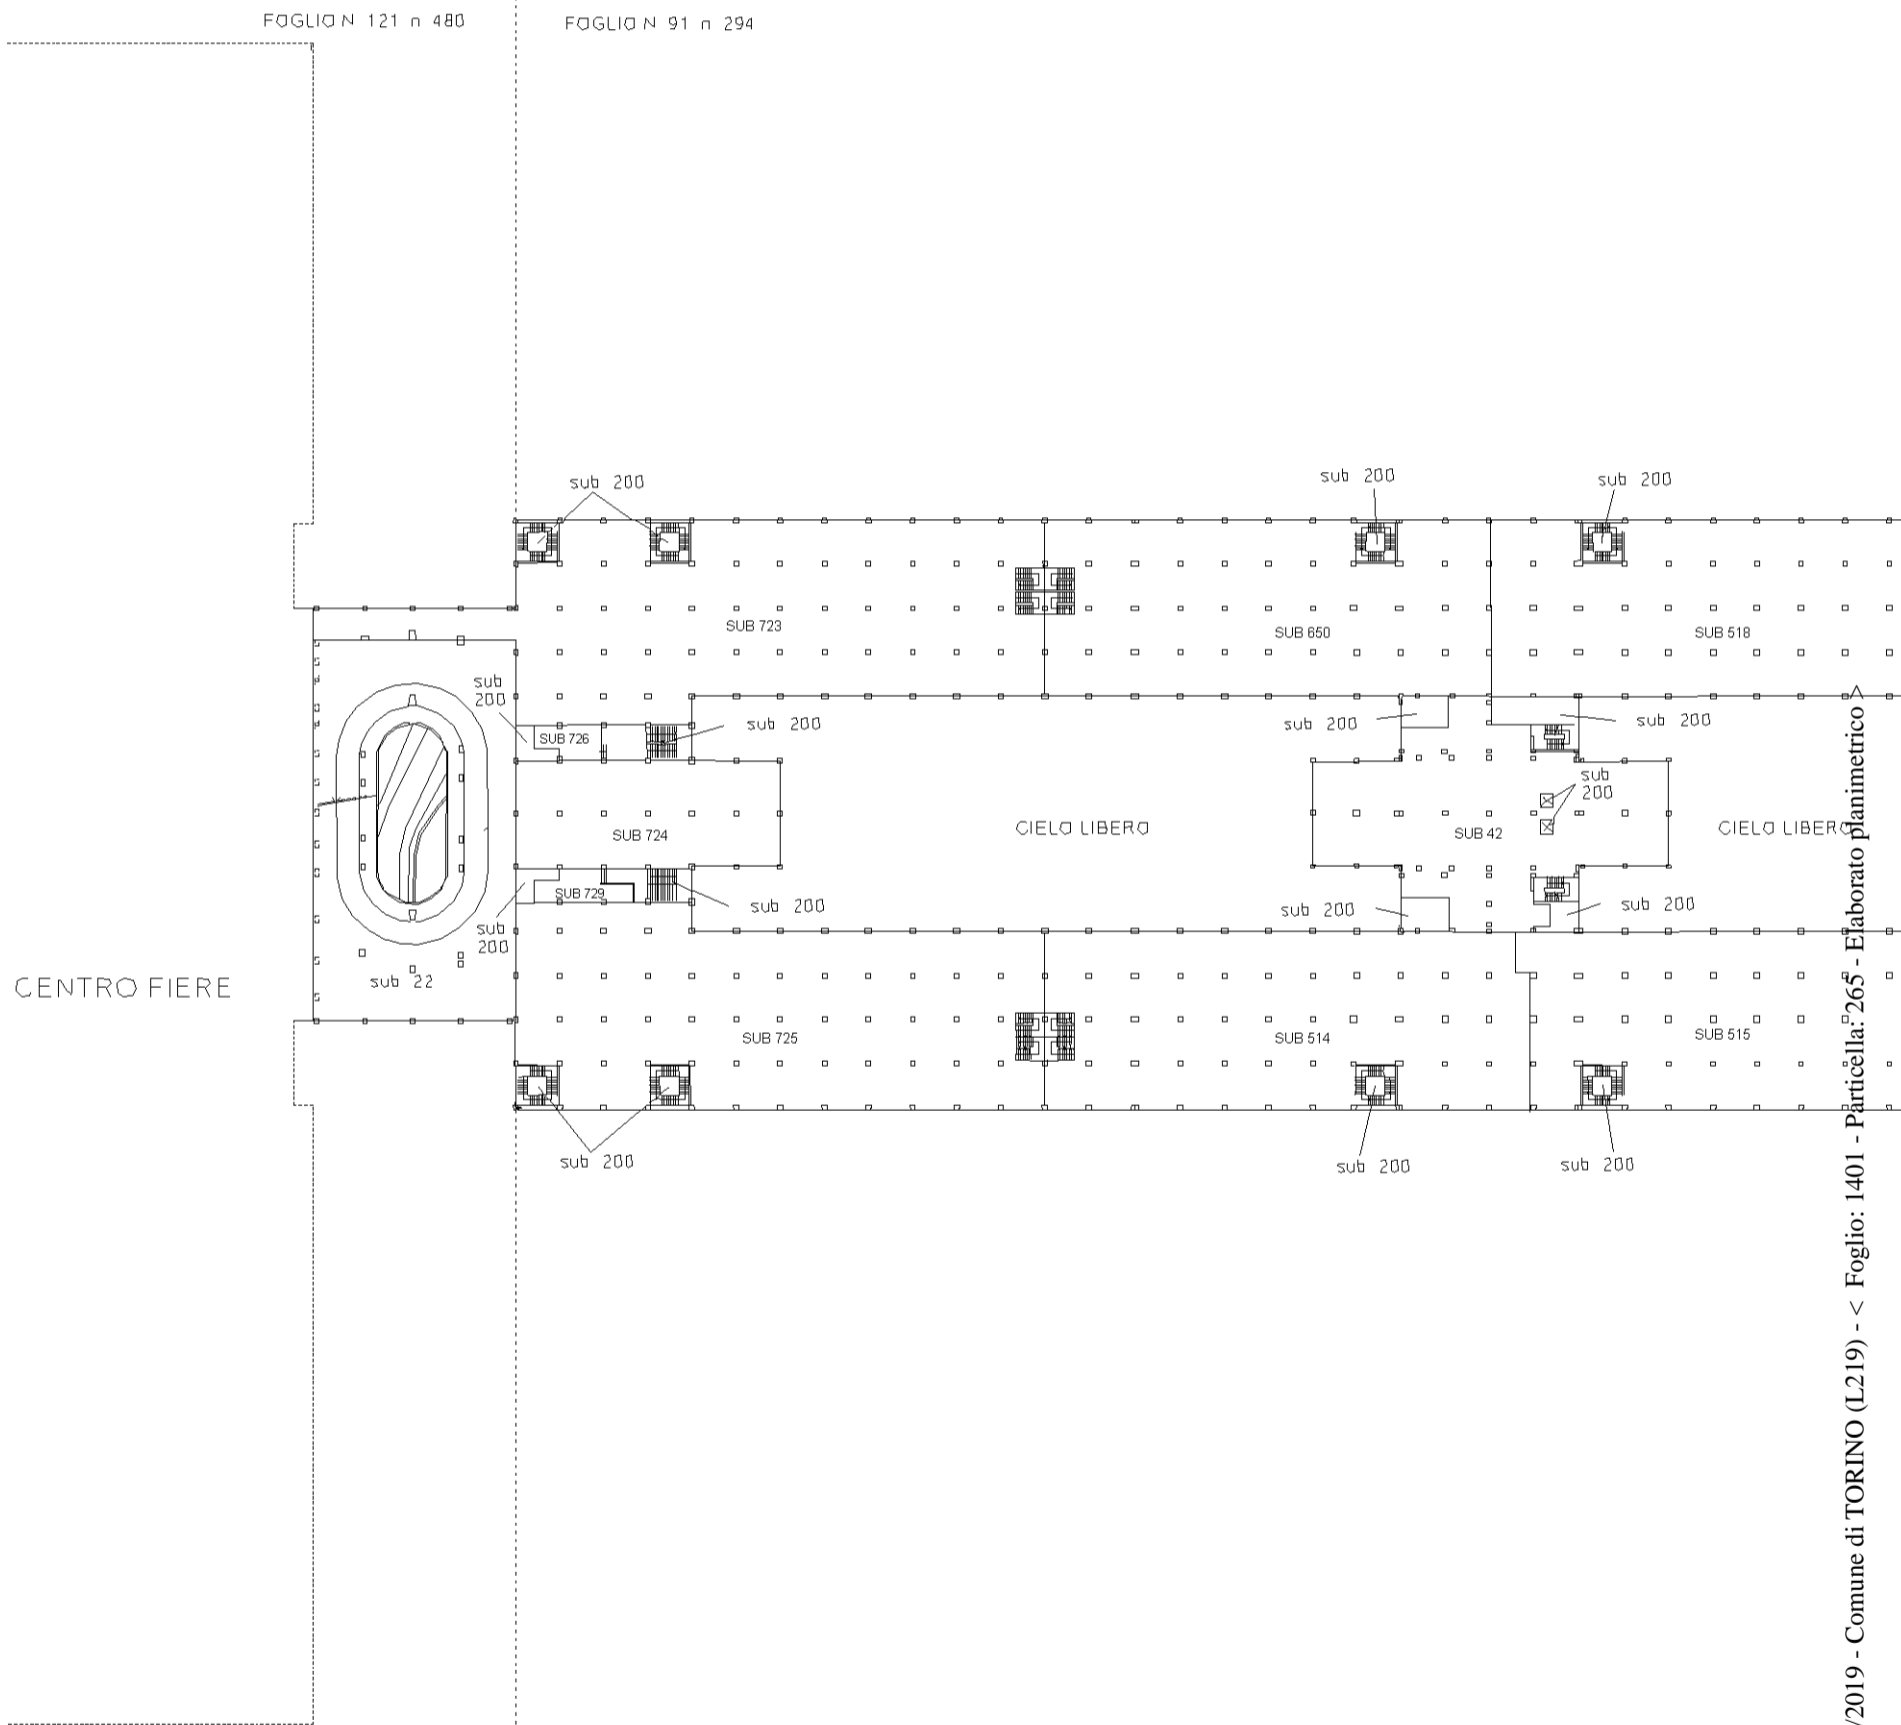 FOGLIO N 121 n 480
FOGLIO N 91 n 294
sub 200
sub 200
sub 200
SUB 723
SUB 650
SUB 518
sub
200
sub 200
sub 200
sub 200
SUB 726
sub
200
SUB 724
CIELO LIBERO
SUB 42
CIELO LIBERO
SUB 729
sub 200
sub 200
sub 200
sub
200
sub 22
CENTRO FIERE
SUB 725
SUB 514
SUB 515
sub 200
sub 200
sub 200
/2019 - Comune di TORINO (L219) - < Foglio: 1401 - Particella: 265 - Elaborato planimetrico >